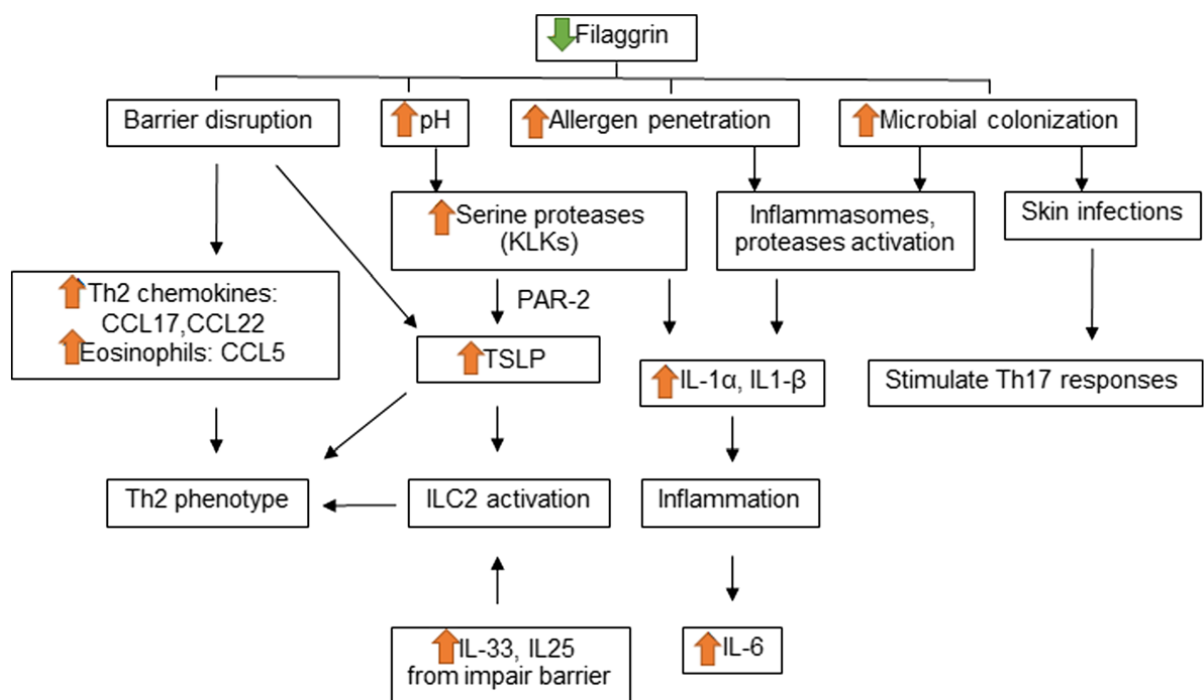 Filaggrin
Barrier disruption
pH
Allergen penetration
Microbial colonization
Serine proteases
(KLKs)
Inflammasomes,
proteases activation
Skin infections
Th2 chemokines:
CCL17,CCL22
Eosinophils: CCL5
PAR-2
TSLP
IL-1α, IL1-β
Stimulate Th17 responses
Th2 phenotype
ILC2 activation
Inflammation
IL-33, IL25
from impair barrier
IL-6